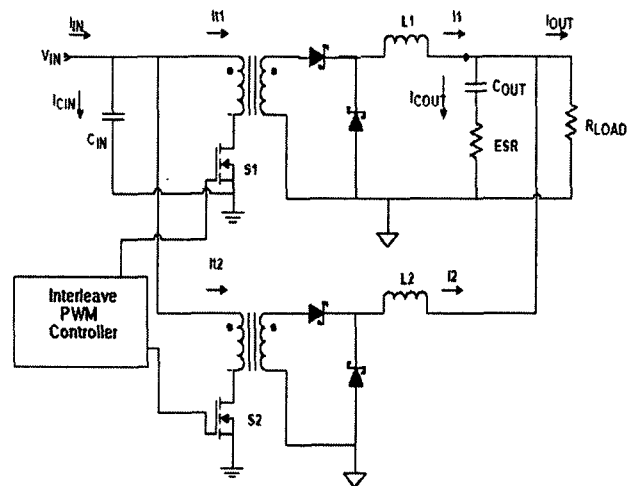 IIN
It1
L1
I1
IOUT
VIN
ICIN
CIN
S1
ICOUT
COUT
ESR
RLOAD
Interleave
PWM
Controller
It2
L2
I2
S2